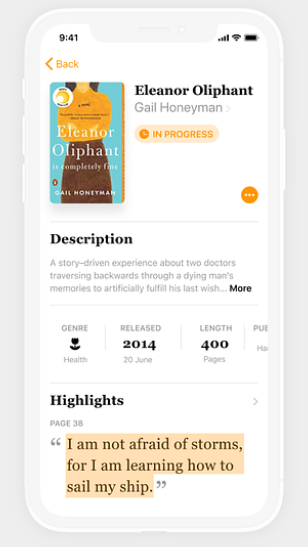 9:41
Back
Eleanor Oliphant
Gail Honeyman
IN PROGRESS
a novel
Eleanor
Oliphant
is completely fine
GAIL HONEYMAN
Description
A story–driven experience about two doctors
traversing backwards through a dying man's
memories to artificially fulfill his last wish... More
GENRE
Health
RELEASED
2014
20 June
LENGTH
400
Pages
PUB
Ha
Highlights
PAGE 38
“ I am not afraid of storms,
for I am learning how to
sail my ship. ”